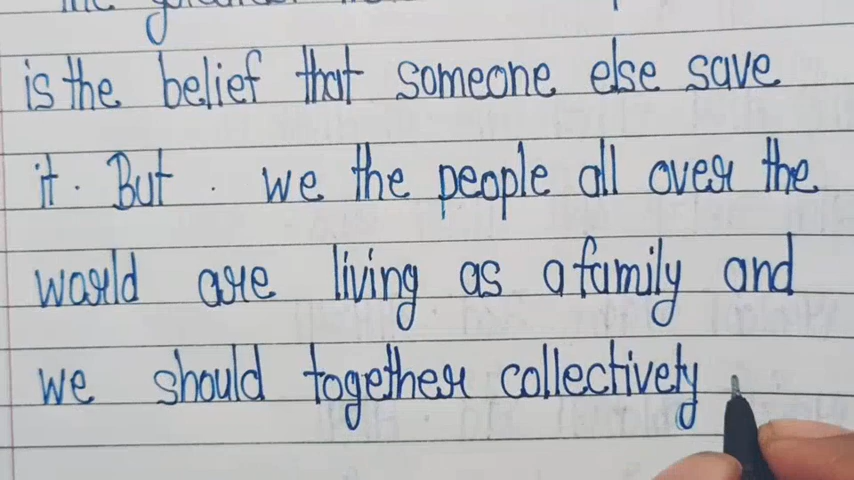 is the belief that someone else save
it. But. we the people all over the
world are living as a family and
we should together collectively